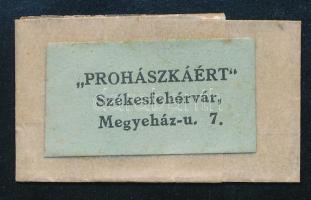 „PROHÁSZKÁÉRT“
Székesfehérvár,
Megyeház-u. 7.